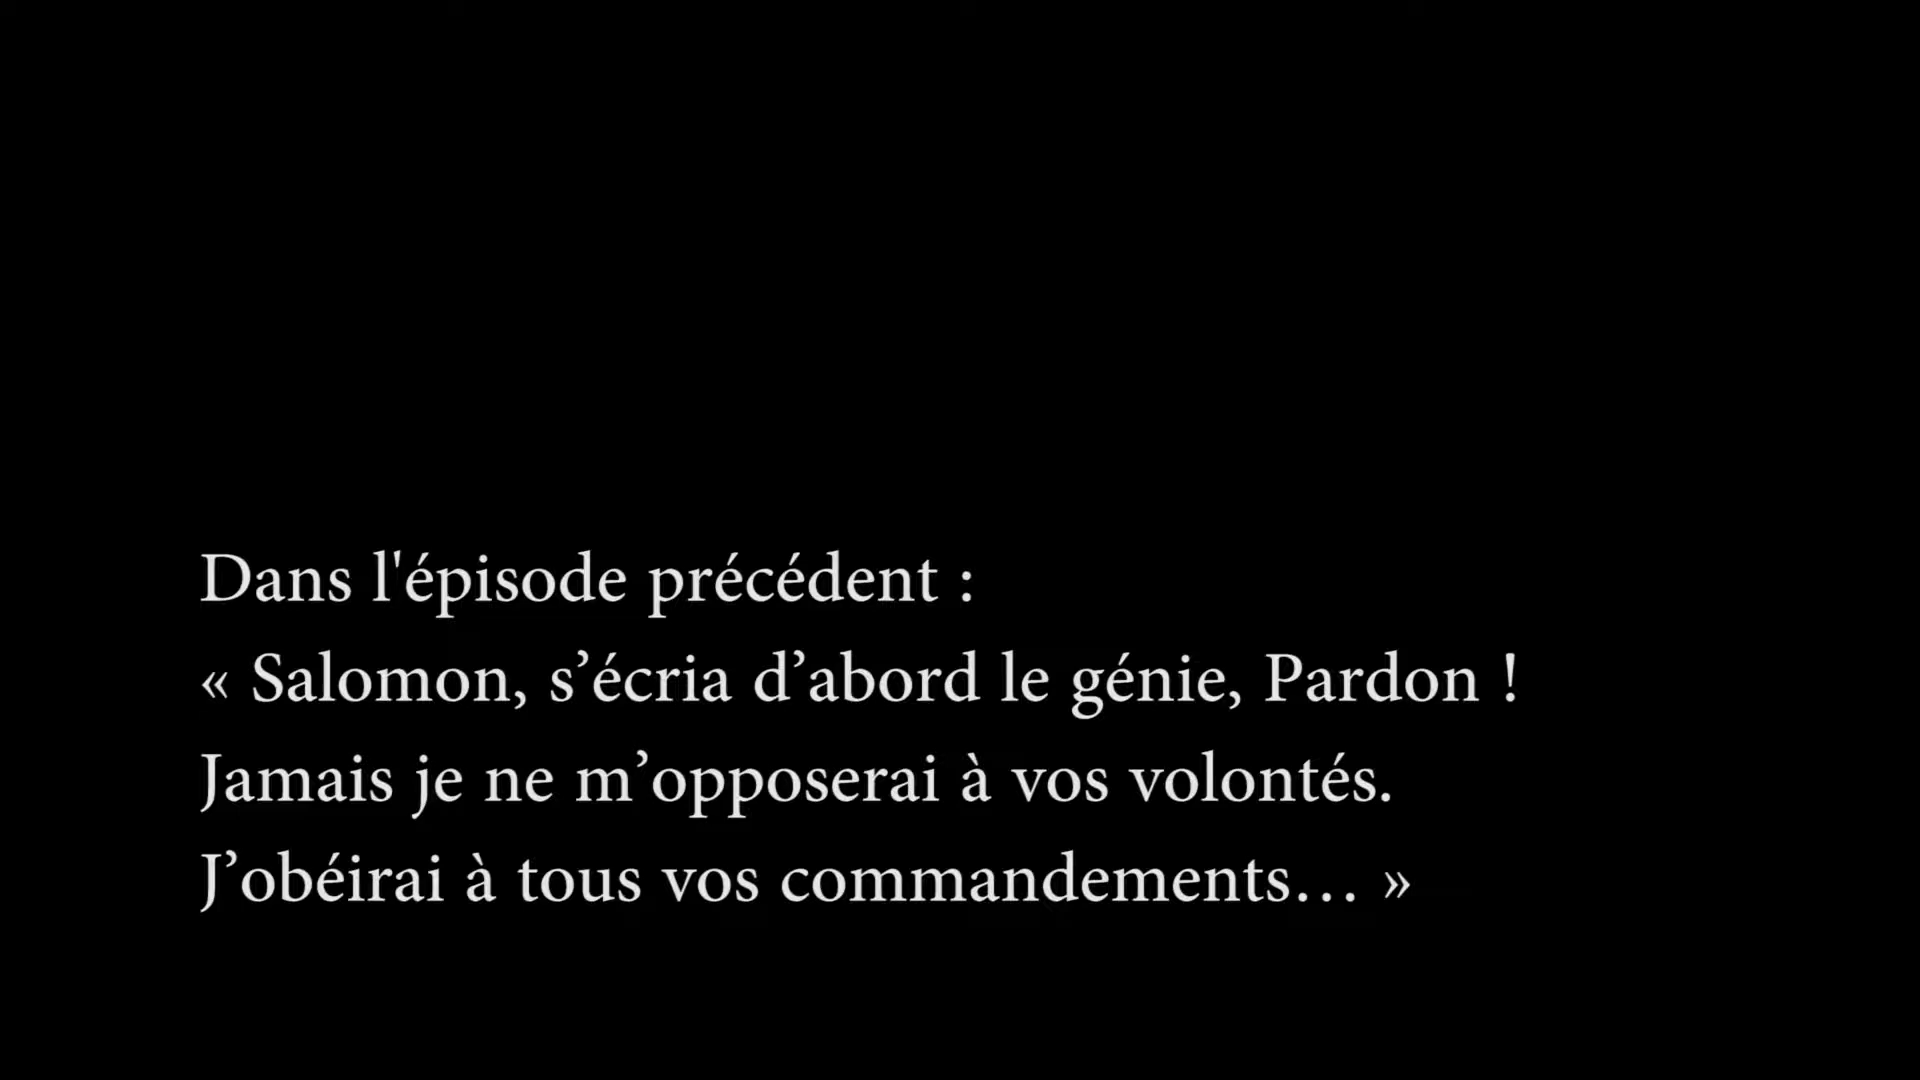 Dans l'épisode précédent :
« Salomon, s’écria d’abord le génie, Pardon !
Jamais je ne m’opposerai à vos volontés.
J’obéirai à tous vos commandements… »